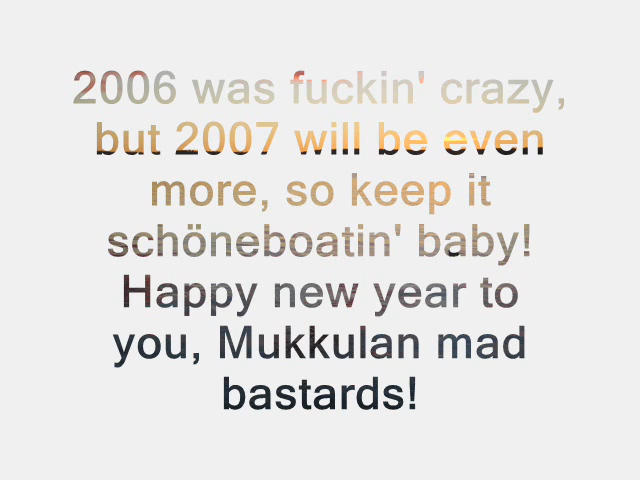 2006 was fuckin' crazy,
but 2007 will be even
more, so keep it
schöneboatin' baby!
Happy new year to
you, Mukkulan mad
bastards!